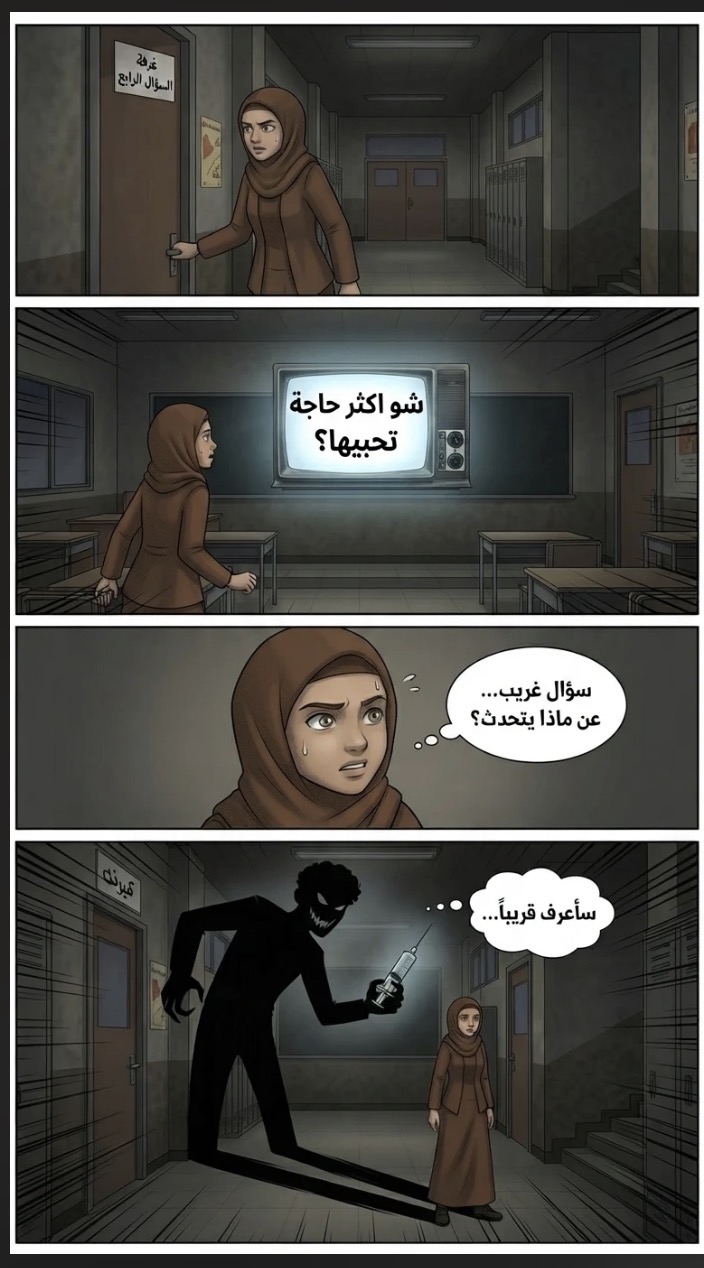 غرفة
السؤال الرابع
شو اكثر حاجة
تحبيها؟
سؤال غريب...
عن ماذا يتحدث؟
سأعرف قريباً...